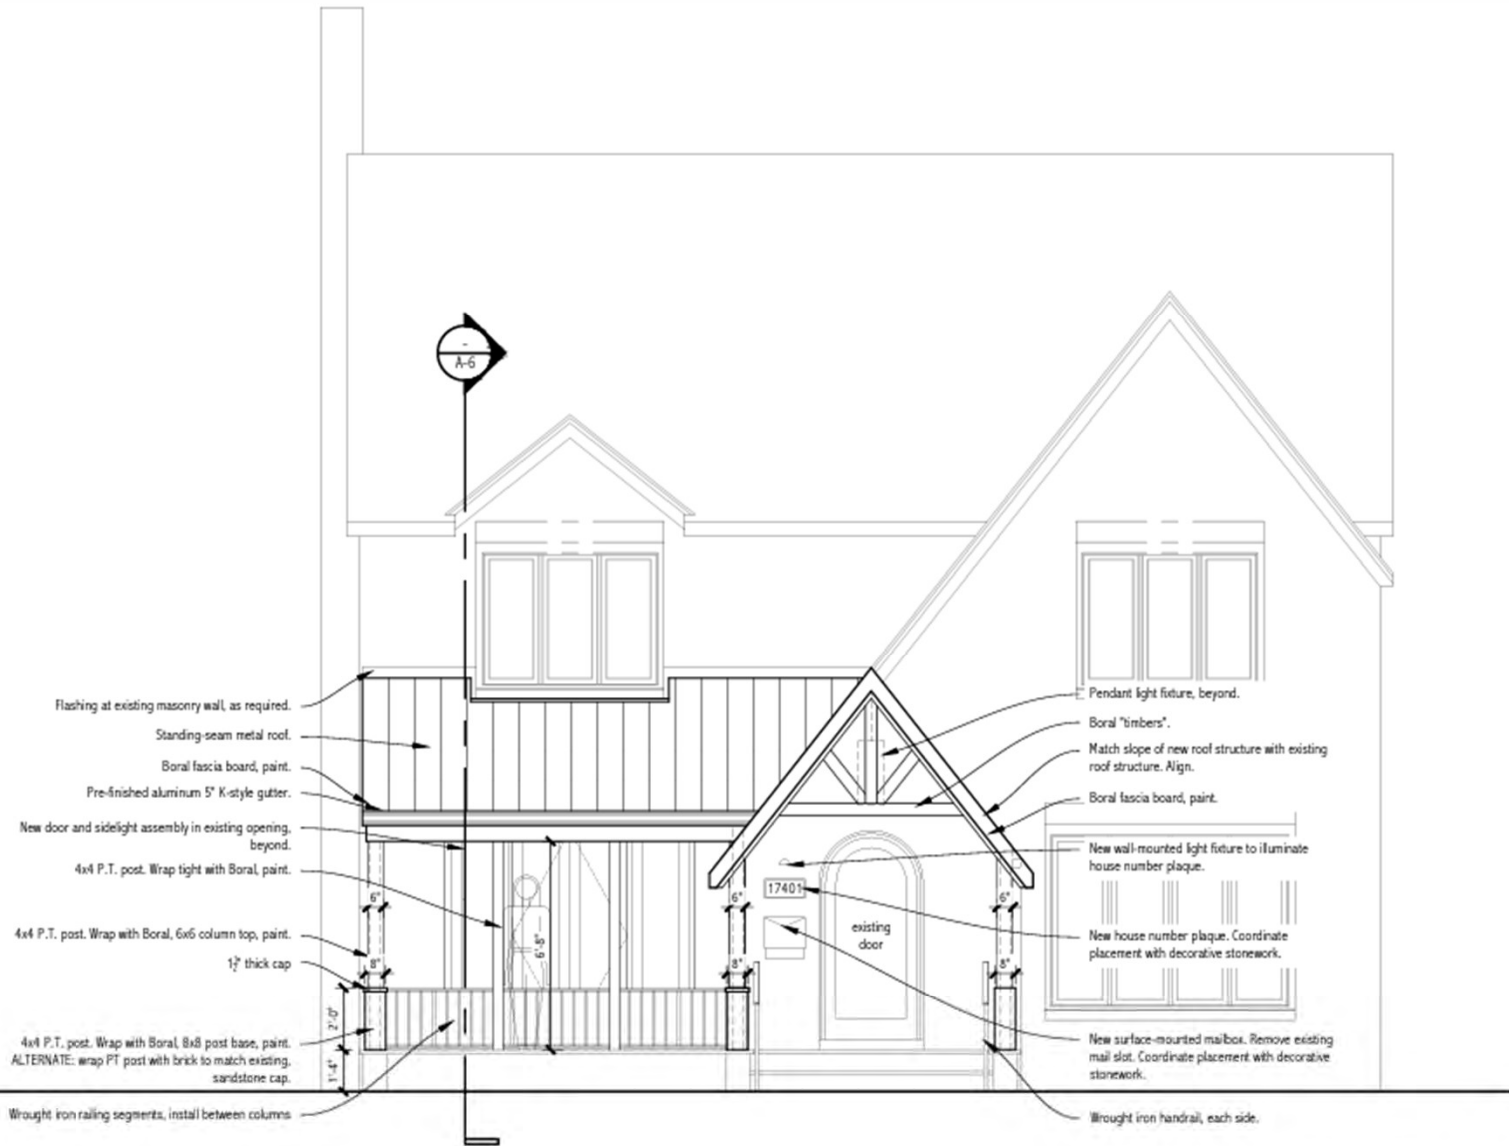 -
A-6
Flashing at existing masonry wall, as required.
Standing-seam metal roof.
Boral fascia board, paint.
Pre-finished aluminum 5" K-style gutter.
New door and sidelight assembly in existing opening,
beyond.
4x4 P.T. post. Wrap tight with Boral, paint.
4x4 P.T. post. Wrap with Boral, 6x6 column top, paint.
1¾" thick cap
4x4 P.T. post. Wrap with Boral, 8x8 post base, paint.
ALTERNATE: wrap PT post with brick to match existing,
sandstone cap.
Wrought iron railing segments, install between columns
6"
8"
2'-0"
1'-4"
6'-8"
6"
8"
17401
existing
door
6"
8"
Pendant light fixture, beyond.
Boral "timbers".
Match slope of new roof structure with existing
roof structure. Align.
Boral fascia board, paint.
New wall-mounted light fixture to illuminate
house number plaque.
New house number plaque. Coordinate
placement with decorative stonework.
New surface-mounted mailbox. Remove existing
mail slot. Coordinate placement with decorative
stonework.
Wrought iron handrail, each side.